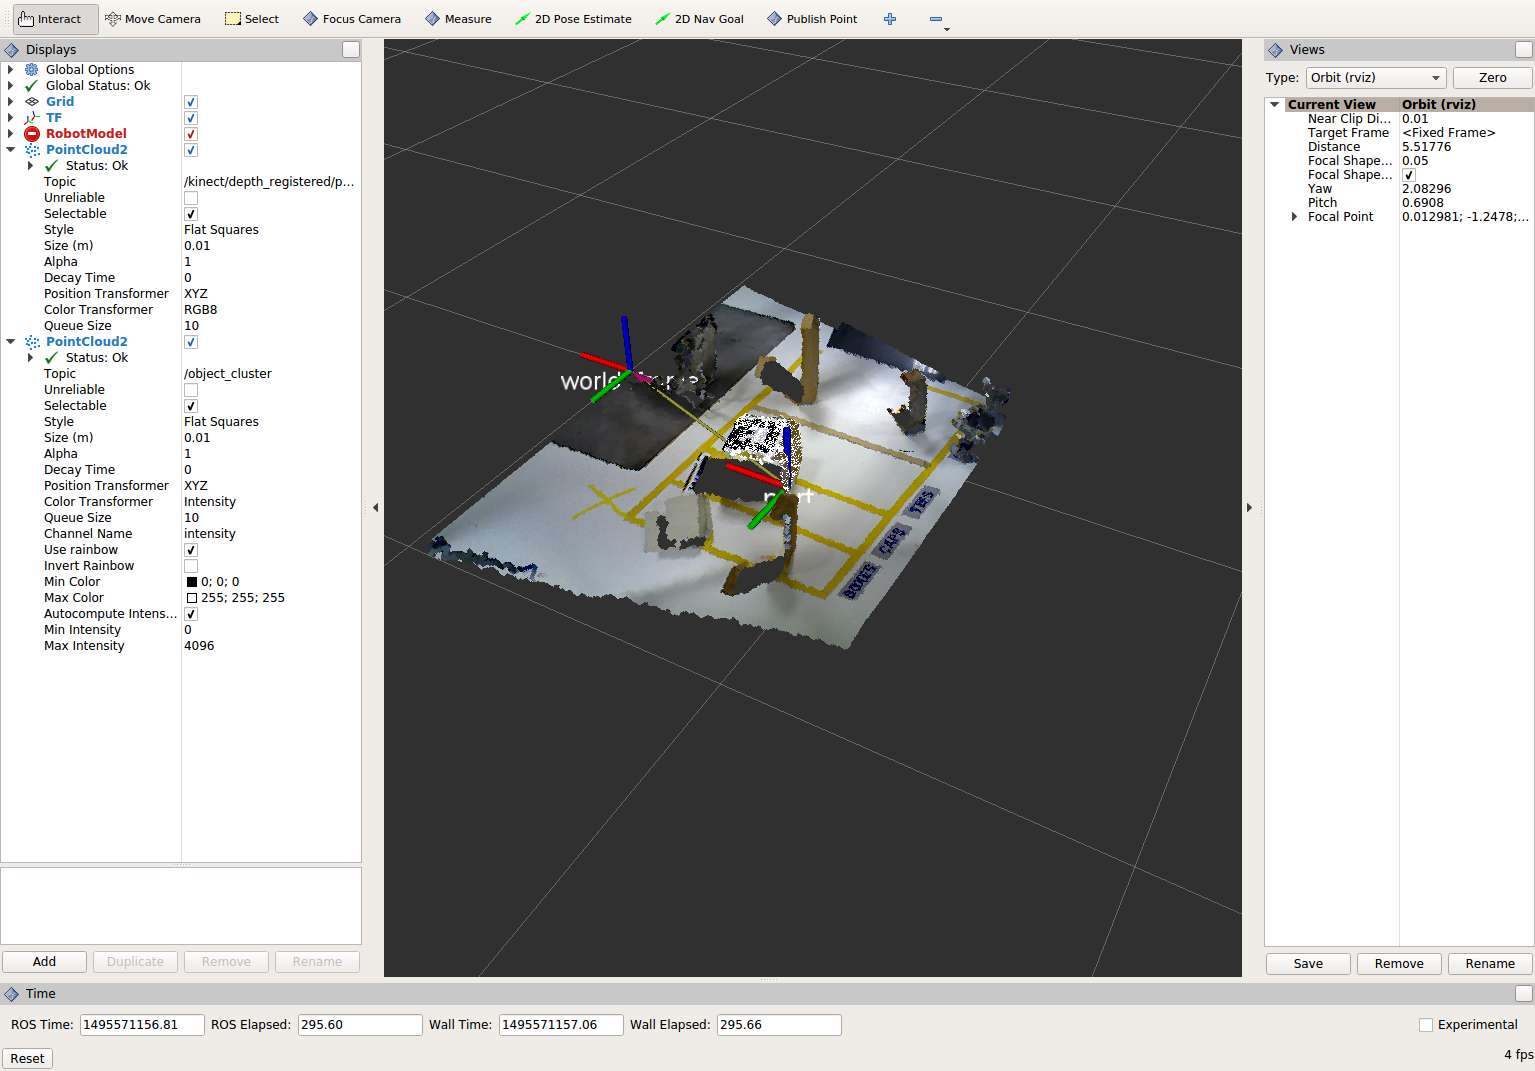 Interact Move Camera Select Focus Camera Measure 2D Pose Estimate 2D Nav Goal Publish Point
Displays
Global Options
Global Status: Ok
Grid
TF
RobotModel
PointCloud2
Status: Ok
Topic /kinect/depth_registered/p...
Unreliable
Selectable
Style Flat Squares
Size (m) 0.01
Alpha 1
Decay Time 0
Position Transformer XYZ
Color Transformer RGB8
Queue Size 10
PointCloud2
Status: Ok
Topic /object_cluster
Unreliable
Selectable
Style Flat Squares
Size (m) 0.01
Alpha 1
Decay Time 0
Position Transformer XYZ
Color Transformer Intensity
Queue Size 10
Channel Name intensity
Use rainbow
Invert Rainbow
Min Color 0; 0; 0
Max Color 255; 255; 255
Autocompute Intens...
Min Intensity 0
Max Intensity 4096
Add Duplicate Remove Rename
TINS
CAPS
BOXES
Views
Type: Orbit (rviz) Zero
Current View Orbit (rviz)
Near Clip Di... 0.01
Target Frame <Fixed Frame>
Distance 5.51776
Focal Shape... 0.05
Focal Shape...
Yaw 2.08296
Pitch 0.6908
Focal Point 0.012981; -1.2478;...
Save Remove Rename
Time
ROS Time: 1495571156.81 ROS Elapsed: 295.60 Wall Time: 1495571157.06 Wall Elapsed: 295.66 Experimental
Reset 4 fps